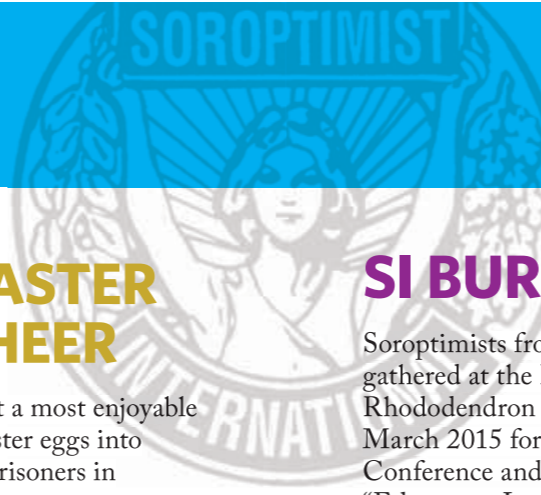 SOROPTIMIST
INTERNATI
ASTER
HEER
t a most enjoyable
ster eggs into
risoners in
SI BUR
Soroptimists fro
gathered at the
Rhododendron
March 2015 for
Conference and